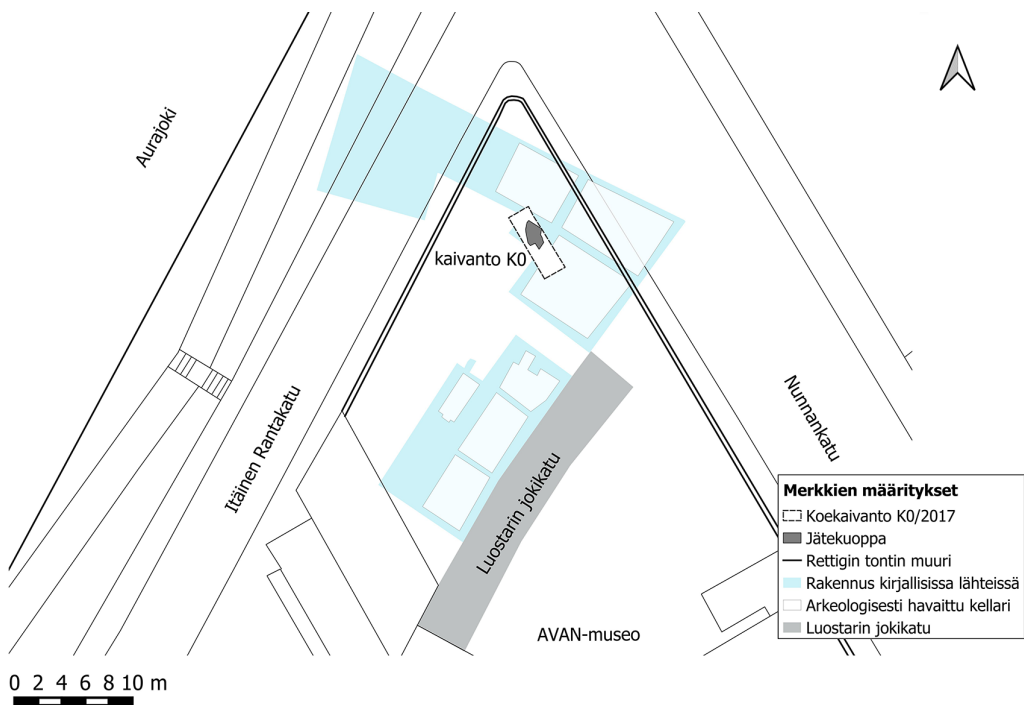 Aurajoki
kaivanto K0
Itäinen Rantakatu
Nunnankatu
Luostarin jokikatu
AVAN-museo
Merkkien määritykset
Koekaivanto K0/2017
Jätekuoppa
Rettigin tontin muuri
Rakennus kirjallisissa lähteissä
Arkeologisesti havaittu kellari
Luostarin jokikatu
0 2 4 6 8 10 m